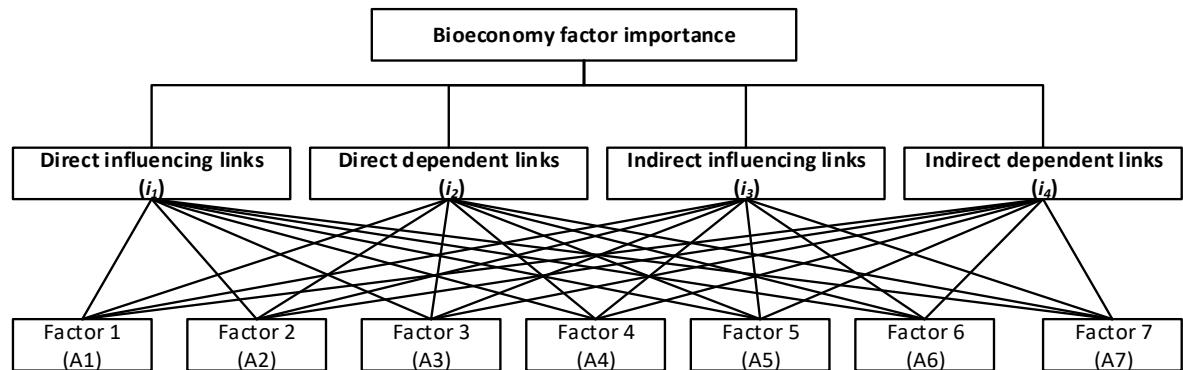 Bioeconomy factor importance
Direct influencing links
(i₁)
Direct dependent links
(i₂)
Indirect influencing links
(i₃)
Indirect dependent links
(i₄)
Factor 1
(A1)
Factor 2
(A2)
Factor 3
(A3)
Factor 4
(A4)
Factor 5
(A5)
Factor 6
(A6)
Factor 7
(A7)